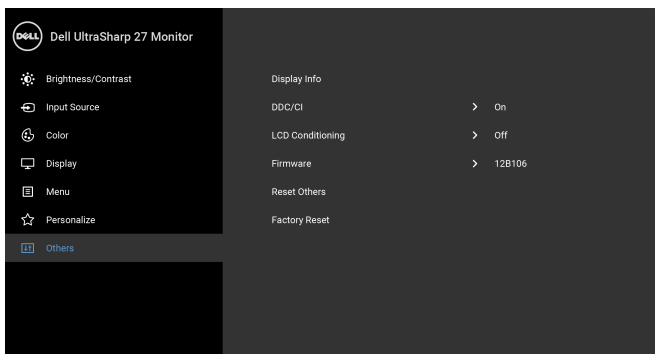 DELL Dell UltraSharp 27 Monitor
Brightness/Contrast
Input Source
Color
Display
Menu
Personalize
Others
Display Info
DDC/CI > On
LCD Conditioning > Off
Firmware > 12B106
Reset Others
Factory Reset